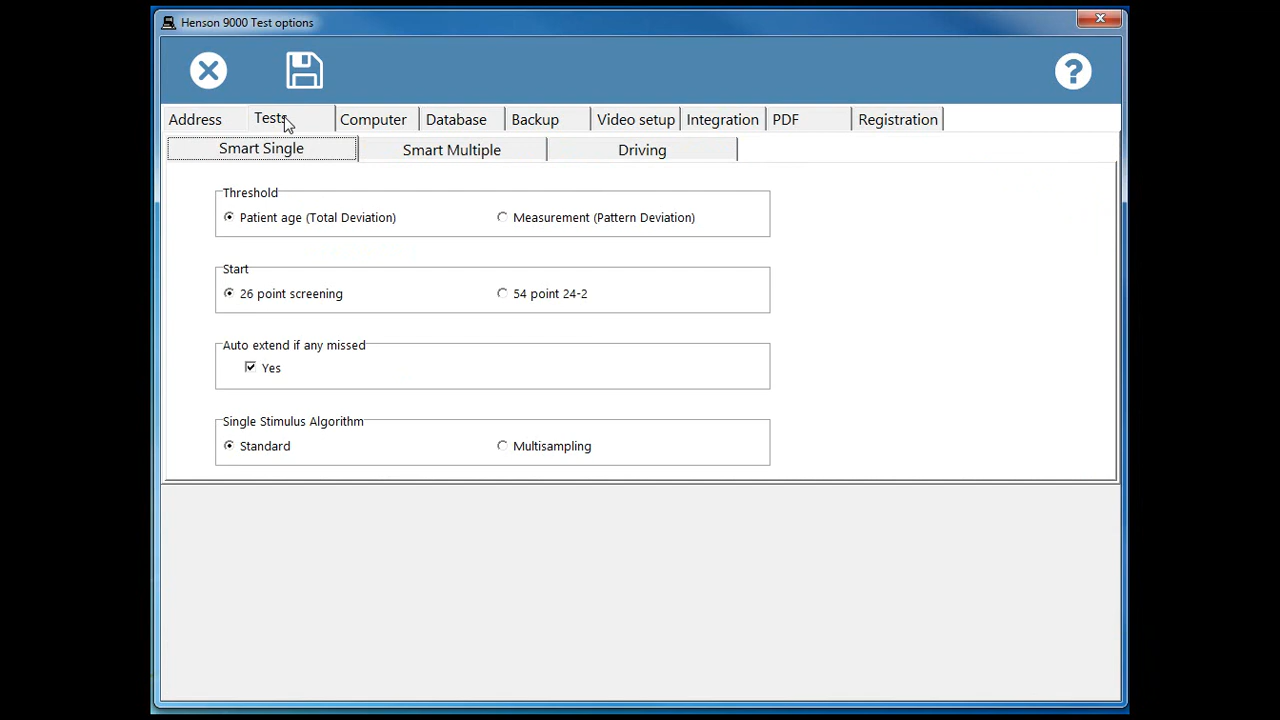 Henson 9000 Test options
Address Tests Computer Database Backup Video setup Integration PDF Registration
Smart Single Smart Multiple Driving
Threshold
Patient age (Total Deviation) Measurement (Pattern Deviation)
Start
26 point screening 54 point 24-2
Auto extend if any missed
Yes
Single Stimulus Algorithm
Standard Multisampling